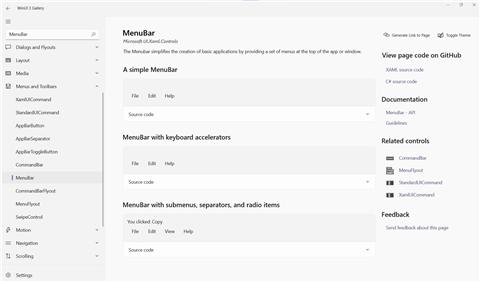 WinUI 3 Gallery
MenuBar
Dialogs and Flyouts
Layout
Media
Menus and Toolbars
XamlUICommand
StandardUICommand
AppBarButton
AppBarSeparator
AppBarToggleButton
CommandBar
MenuBar
CommandBarFlyout
MenuFlyout
SwipeControl
Motion
Navigation
Scrolling
Settings
MenuBar
Microsoft.UI.Xaml.Controls
The Menubar simplifies the creation of basic applications by providing a set of menus at the top of the app or window.
A simple MenuBar
File Edit Help
Source code
MenuBar with keyboard accelerators
File Edit Help
Source code
MenuBar with submenus, separators, and radio items
You clicked: Copy
File Edit View Help
Source code
Generate Link to Page Toggle Theme
View page code on GitHub
XAML source code
C# source code
Documentation
MenuBar - API
Guidelines
Related controls
CommandBar
MenuFlyout
StandardUICommand
XamlUICommand
Feedback
Send feedback about this page